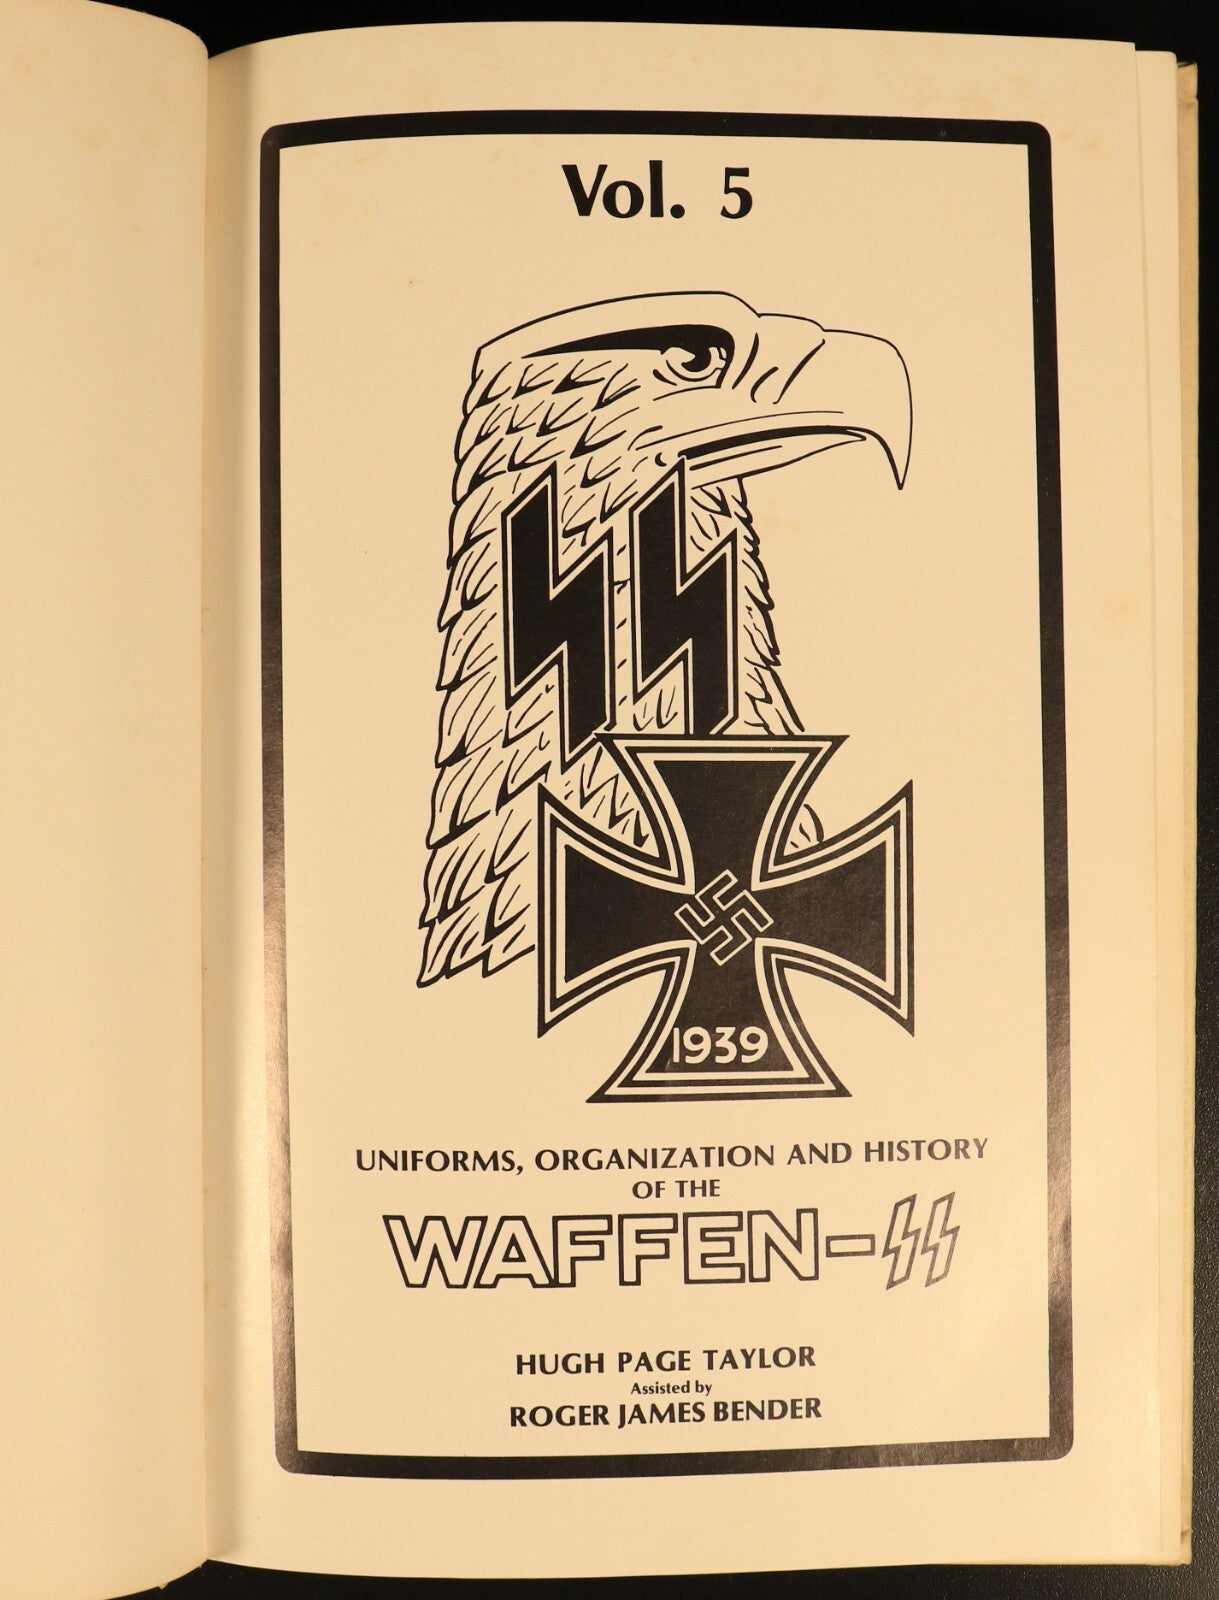 Vol. 5
SS
1939
UNIFORMS, ORGANIZATION AND HISTORY
OF THE
WAFFEN-SS
HUGH PAGE TAYLOR
Assisted by
ROGER JAMES BENDER